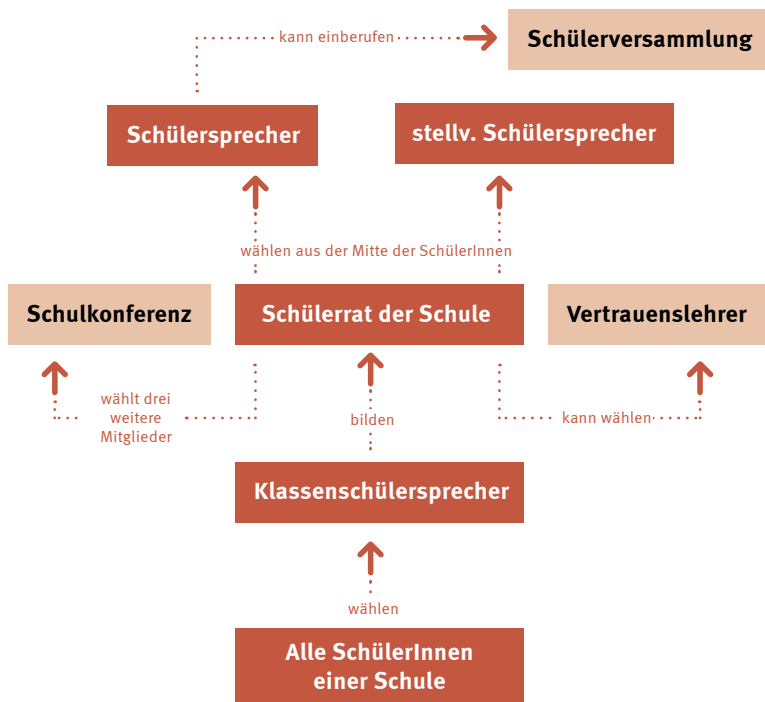 kann einberufen
Schülerversammlung
Schülersprecher
stellv. Schülersprecher
wählen aus der Mitte der SchülerInnen
Schulkonferenz
Schülerrat der Schule
Vertrauenslehrer
wählt drei
weitere
Mitglieder
bilden
kann wählen
Klassenschülersprecher
wählen
Alle SchülerInnen
einer Schule